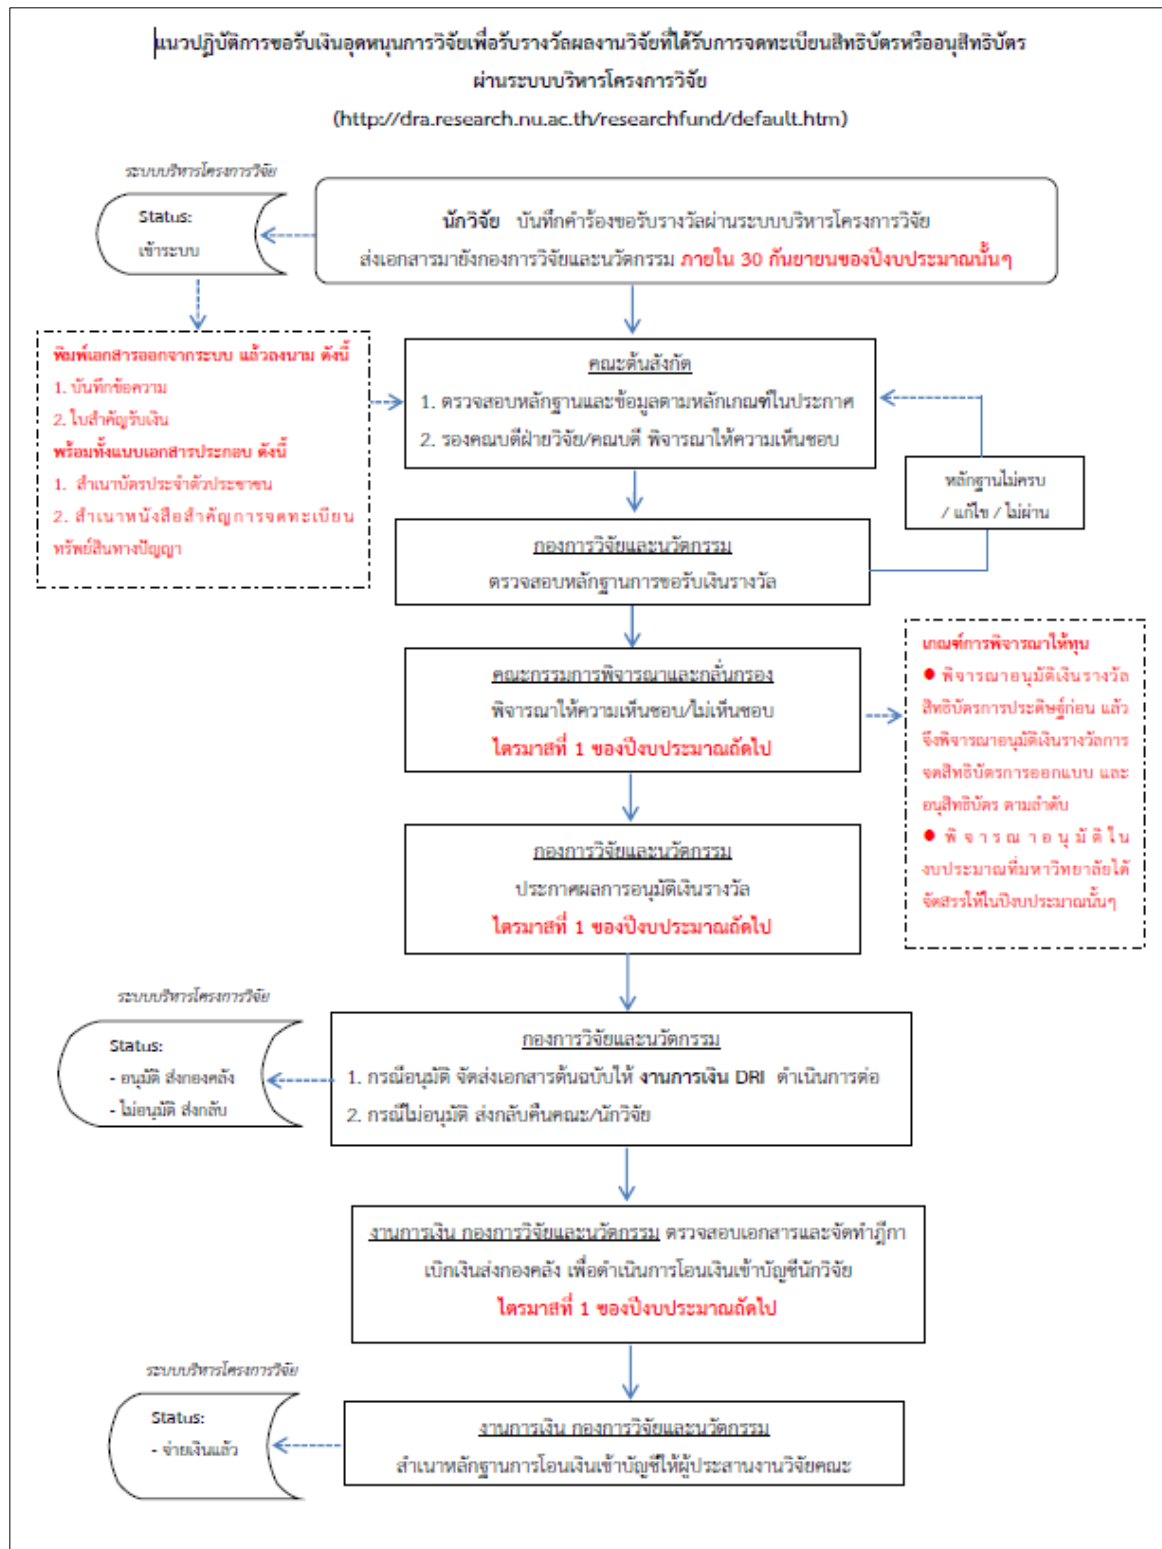 แนวปฏิบัติการขอรับเงินอุดหนุนการวิจัยเพื่อรับรางวัลผลงานวิจัยที่ได้รับการจดทะเบียนสิทธิบัตรหรืออนุสิทธิบัตร
ผ่านระบบบริหารโครงการวิจัย
(http://dra.research.nu.ac.th/researchfund/default.htm)
ระบบบริหารโครงการวิจัย
Status:
เข้าระบบ
นักวิจัย บันทึกคำร้องขอรับรางวัลผ่านระบบบริหารโครงการวิจัย
ส่งเอกสารมายังกองการวิจัยและนวัตกรรม ภายใน 30 กันยายนของปีงบประมาณนั้นๆ
พิมพ์เอกสารออกจากระบบ แล้วลงนาม ดังนี้
1. บันทึกข้อความ
2. ใบสำคัญรับเงิน
พร้อมทั้งแนบเอกสารประกอบ ดังนี้
1. สำเนาบัตรประจำตัวประชาชน
2. สำเนาหนังสือสำคัญการจดทะเบียน
ทรัพย์สินทางปัญญา
คณะต้นสังกัด
1. ตรวจสอบหลักฐานและข้อมูลตามหลักเกณฑ์ในประกาศ
2. รองคณบดีฝ่ายวิจัย/คณบดี พิจารณาให้ความเห็นชอบ
หลักฐานไม่ครบ
/ แก้ไข / ไม่ผ่าน
กองการวิจัยและนวัตกรรม
ตรวจสอบหลักฐานการขอรับเงินรางวัล
คณะกรรมการพิจารณาและกลั่นกรอง
พิจารณาให้ความเห็นชอบ/ไม่เห็นชอบ
ไตรมาสที่ 1 ของปีงบประมาณถัดไป
เกณฑ์การพิจารณาให้ทุน
● พิจารณาอนุมัติเงินรางวัล
สิทธิบัตรการประดิษฐ์ก่อน แล้ว
จึงพิจารณาอนุมัติเงินรางวัลการ
จดสิทธิบัตรการออกแบบ และ
อนุสิทธิบัตร ตามลำดับ
● พิจารณาอนุมัติใน
งบประมาณที่มหาวิทยาลัยได้
จัดสรรให้ในปีงบประมาณนั้นๆ
กองการวิจัยและนวัตกรรม
ประกาศผลการอนุมัติเงินรางวัล
ไตรมาสที่ 1 ของปีงบประมาณถัดไป
ระบบบริหารโครงการวิจัย
Status:
- อนุมัติ ส่งกองคลัง
- ไม่อนุมัติ ส่งกลับ
กองการวิจัยและนวัตกรรม
1. กรณีอนุมัติ จัดส่งเอกสารต้นฉบับให้ งานการเงิน DRI ดำเนินการต่อ
2. กรณีไม่อนุมัติ ส่งกลับคืนคณะ/นักวิจัย
งานการเงิน กองการวิจัยและนวัตกรรม ตรวจสอบเอกสารและจัดทำฎีกา
เบิกเงินส่งกองคลัง เพื่อดำเนินการโอนเงินเข้าบัญชีนักวิจัย
ไตรมาสที่ 1 ของปีงบประมาณถัดไป
ระบบบริหารโครงการวิจัย
Status:
- จ่ายเงินแล้ว
งานการเงิน กองการวิจัยและนวัตกรรม
สำเนาหลักฐานการโอนเงินเข้าบัญชีให้ผู้ประสานงานวิจัยคณะ